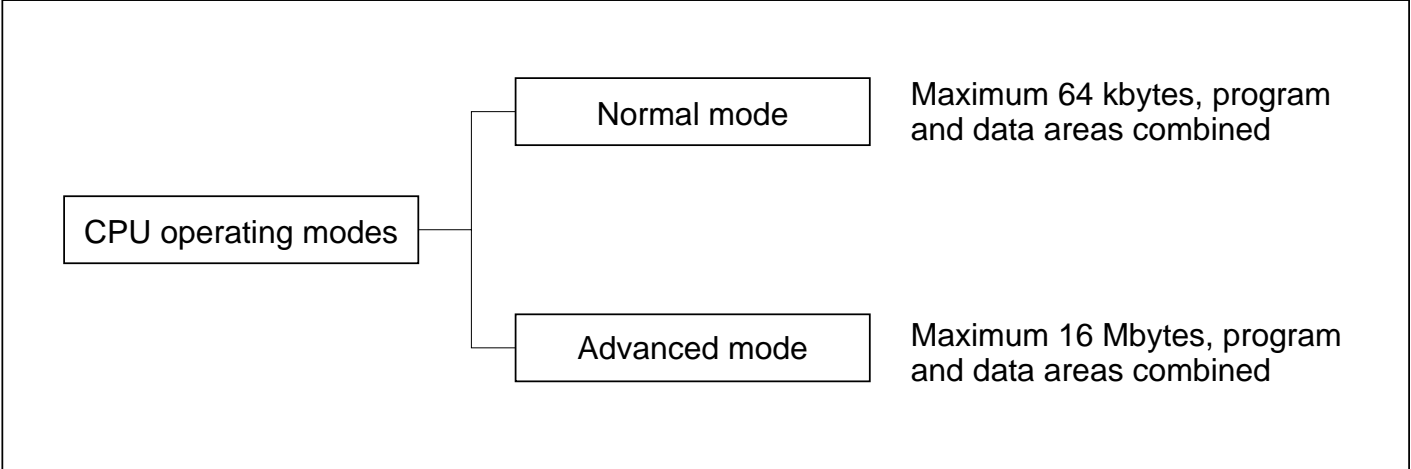 Normal mode
Maximum 64 kbytes, program
and data areas combined
CPU operating modes
Advanced mode
Maximum 16 Mbytes, program
and data areas combined